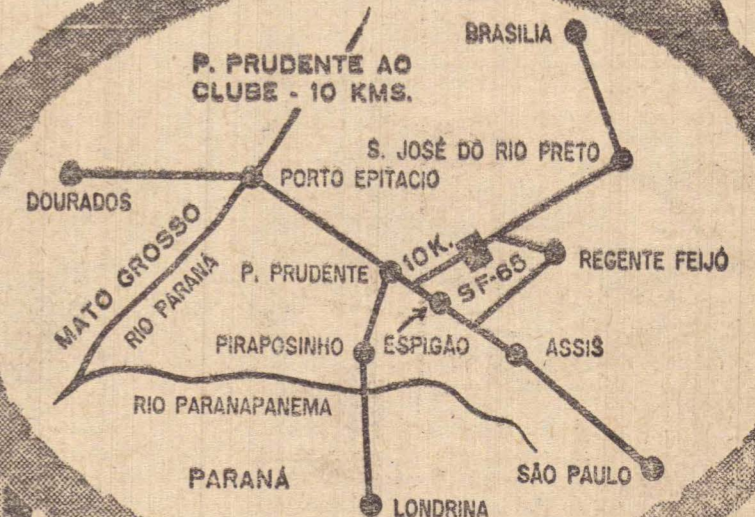 BRASILIA
P. PRUDENTE AO
CLUBE - 10 KMS.
S. JOSÉ DO RIO PRETO
PORTO EPITACIO
DOURADOS
MATO GROSSO
RIO PARANÁ
10 K.
REGENTE FEIJÓ
P. PRUDENTE
SF-65
PIRAPOSINHO
ESPIGÃO
ASSIS
RIO PARANAPANEMA
PARANÁ
SÃO PAULO
LONDRINA